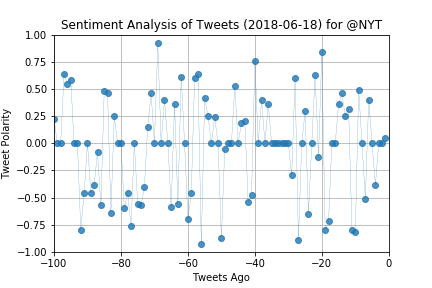 Sentiment Analysis of Tweets (2018-06-18) for @NYT
1.00
0.75
0.50
0.25
0.00
−0.25
−0.50
−0.75
−1.00
Tweet Polarity
−100 −80 −60 −40 −20 0
Tweets Ago